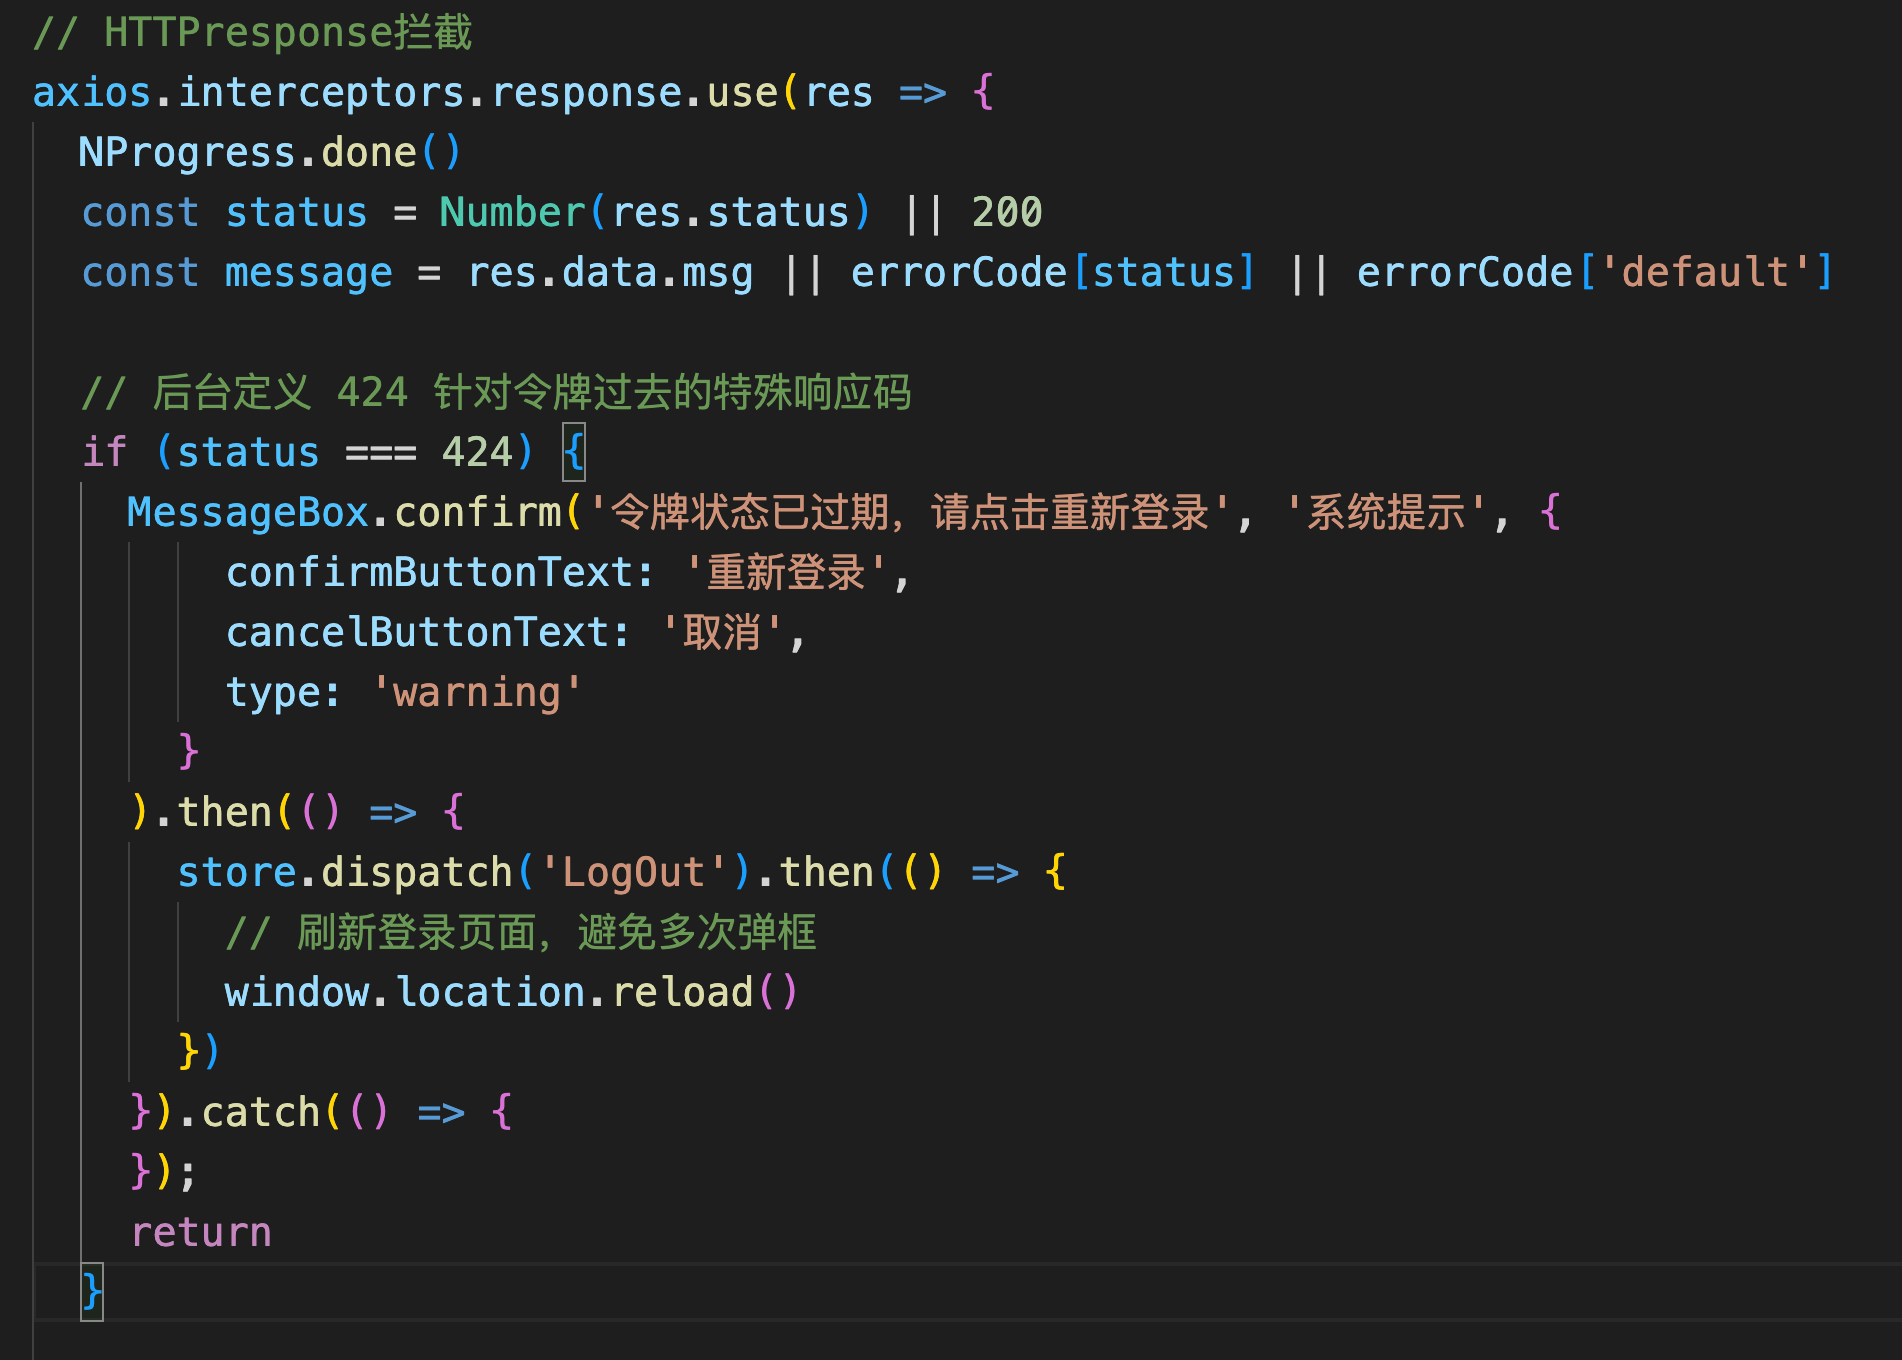 // HTTPresponse拦截
axios.interceptors.response.use(res => {
NProgress.done()
const status = Number(res.status) || 200
const message = res.data.msg || errorCode[status] || errorCode['default']
// 后台定义 424 针对令牌过去的特殊响应码
if (status === 424) {
MessageBox.confirm('令牌状态已过期，请点击重新登录', '系统提示', {
confirmButtonText: '重新登录',
cancelButtonText: '取消',
type: 'warning'
}
).then(() => {
store.dispatch('LogOut').then(() => {
// 刷新登录页面，避免多次弹框
window.location.reload()
})
}).catch(() => {
});
return
}